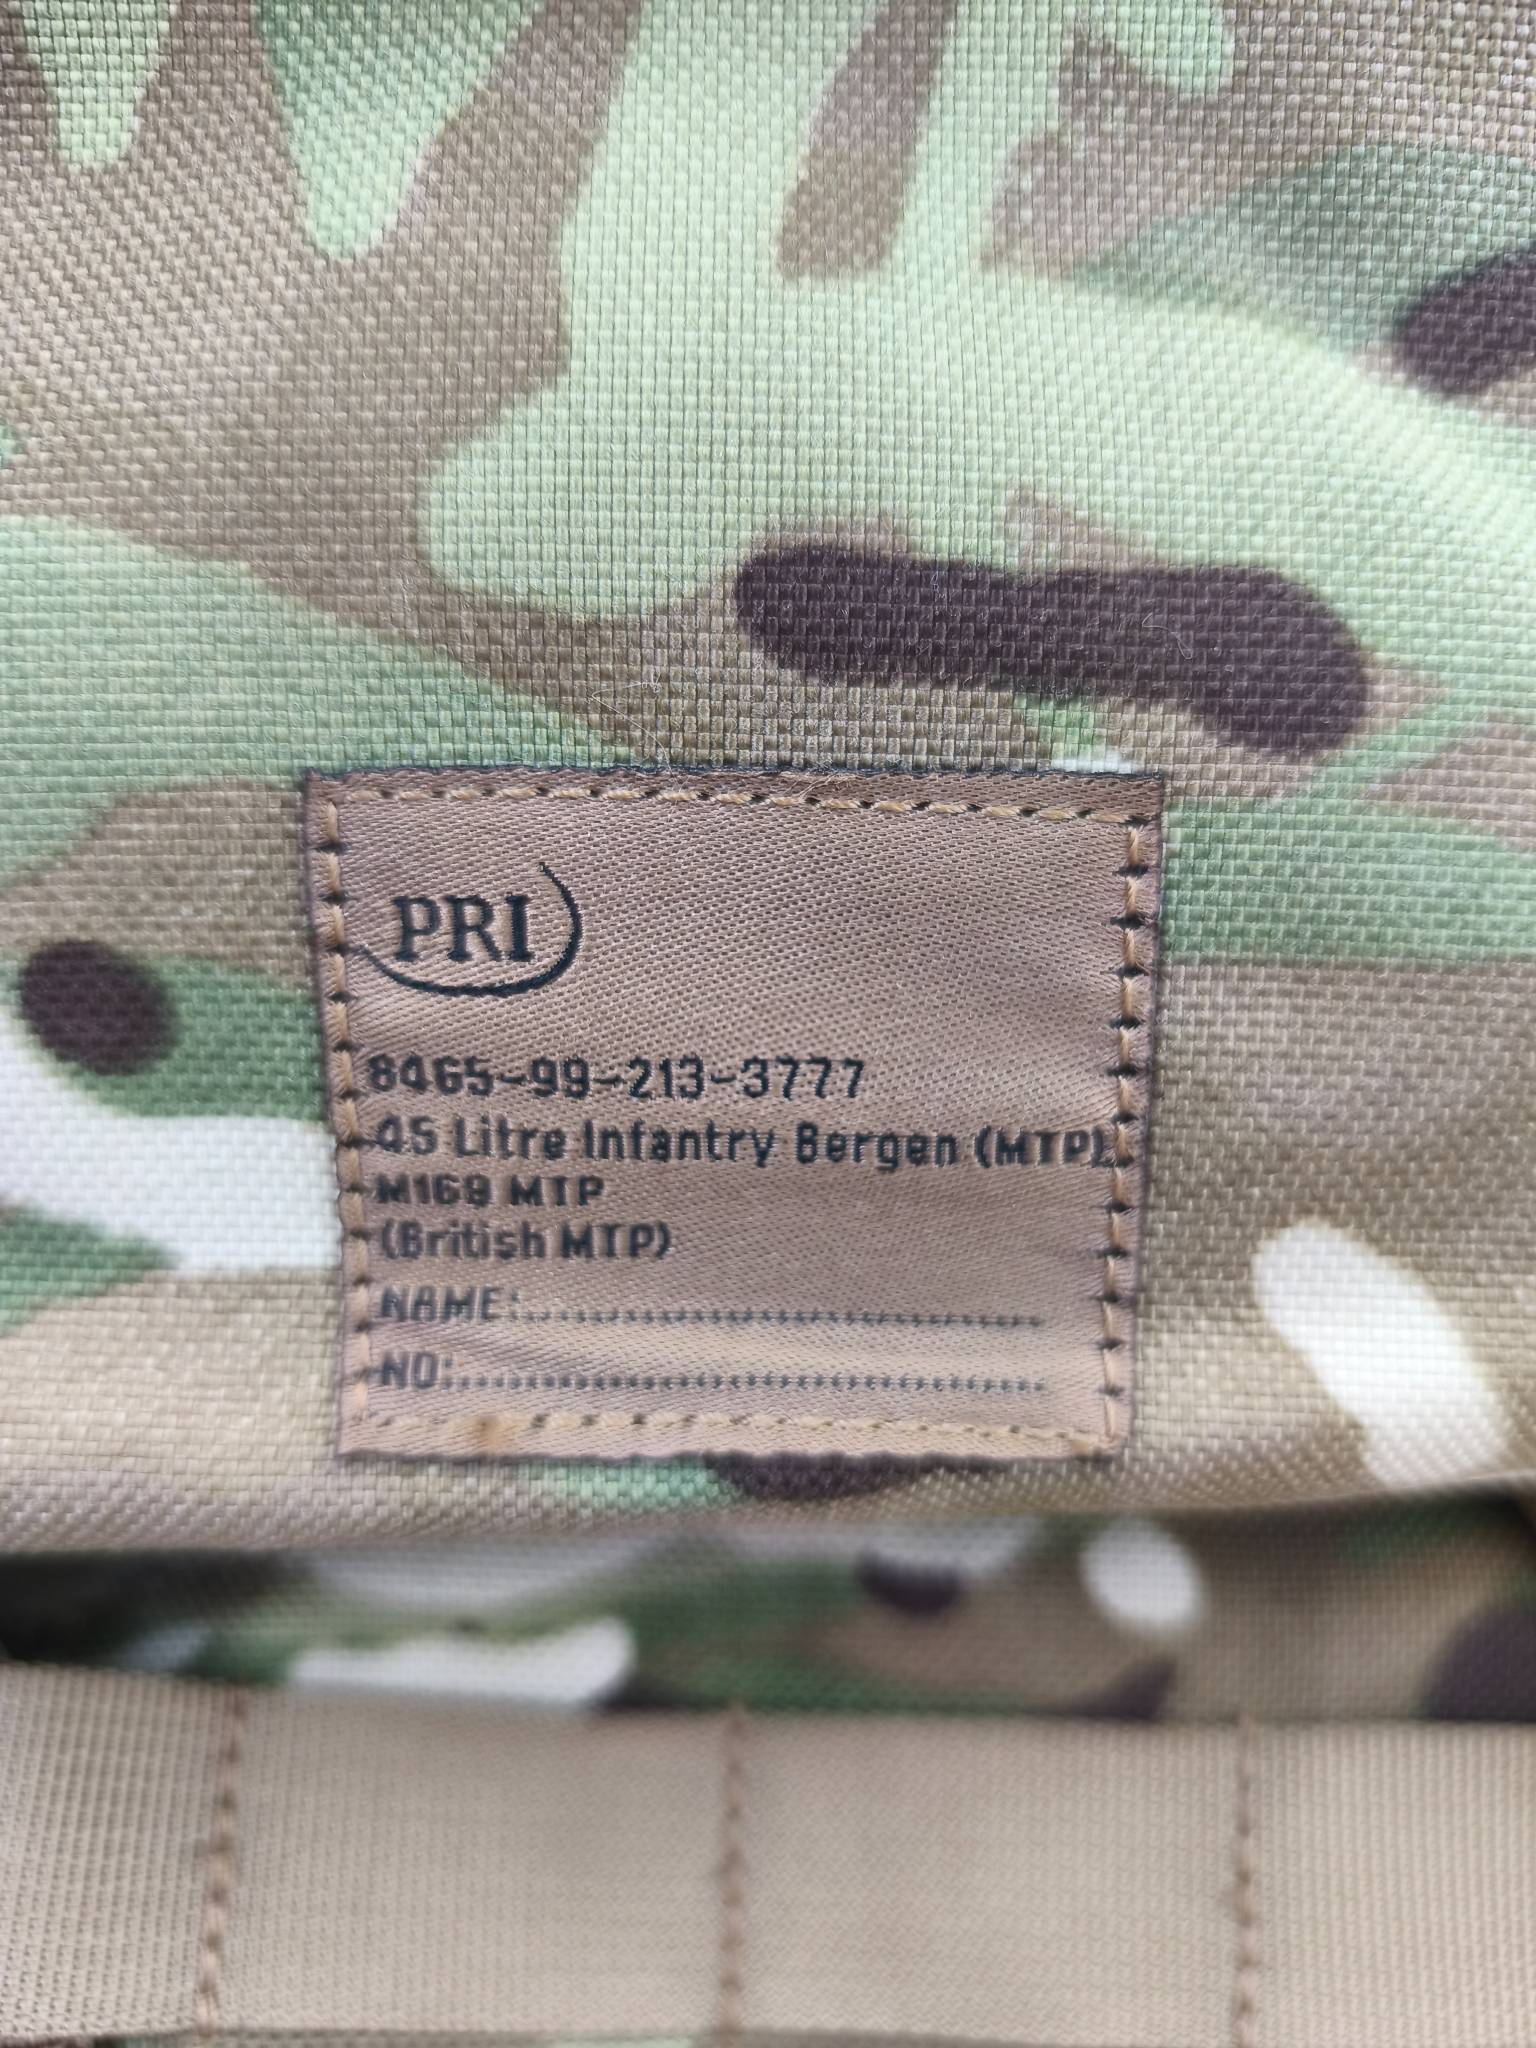 PRI
8465-99-213-3777
45 Litre Infantry Bergen (MTP)
M169 MTP
(British MTP)
NAME:..............................................
NO:....................................................